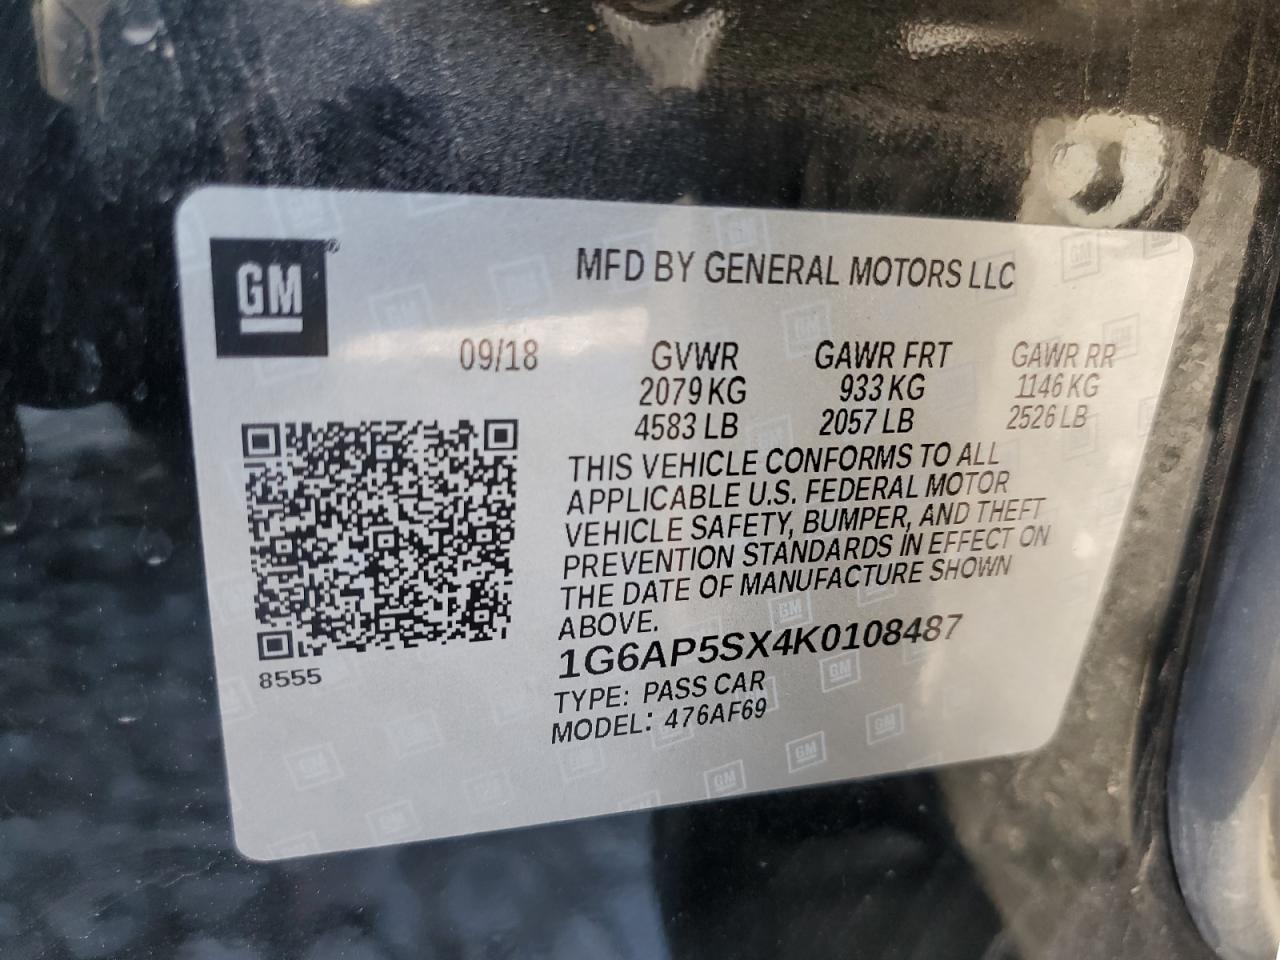 GM®
MFD BY GENERAL MOTORS LLC
09/18 GVWR GAWR FRT GAWR RR
2079 KG 933 KG 1146 KG
4583 LB 2057 LB 2526 LB
THIS VEHICLE CONFORMS TO ALL
APPLICABLE U.S. FEDERAL MOTOR
VEHICLE SAFETY, BUMPER, AND THEFT
PREVENTION STANDARDS IN EFFECT ON
THE DATE OF MANUFACTURE SHOWN
ABOVE.
1G6AP5SX4K0108487
8555
TYPE: PASS CAR
MODEL: 476AF69